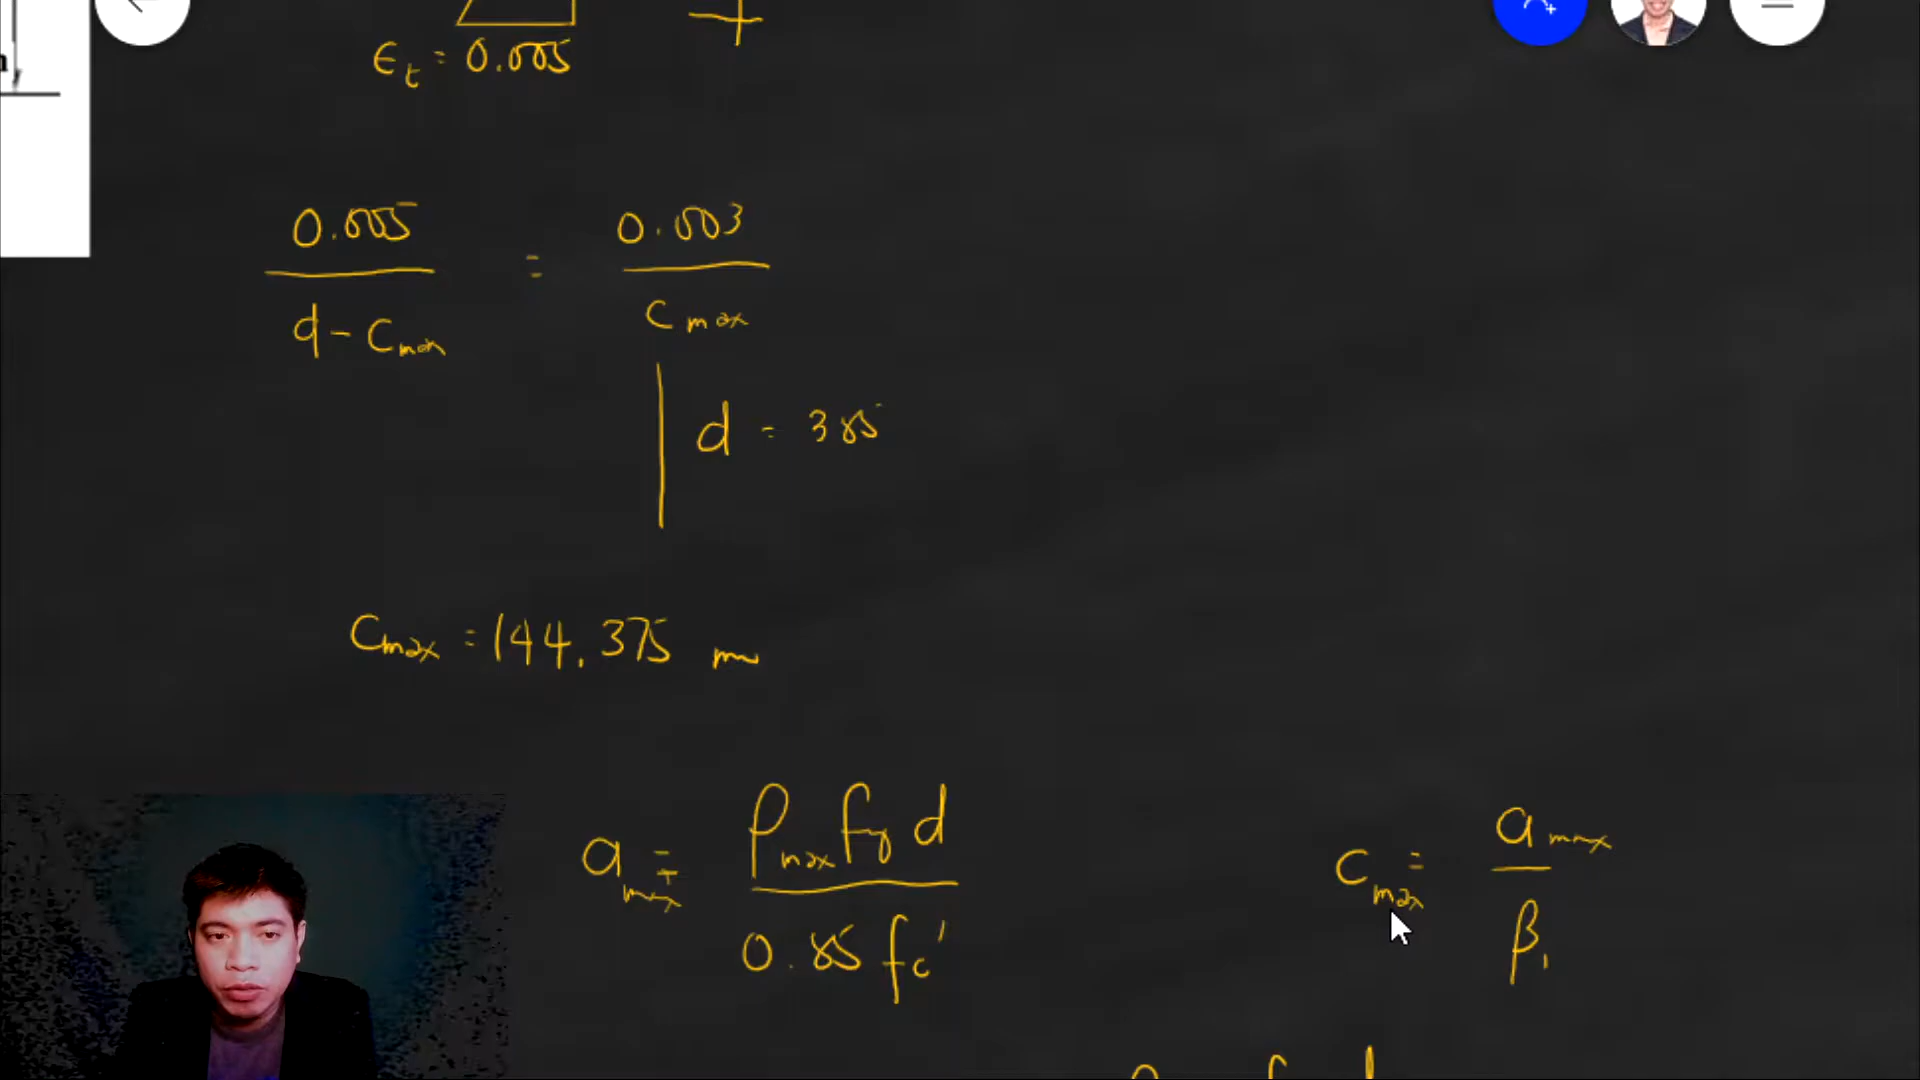 ϵt = 0.005
0.005 / d - Cmax = 0.003 / Cmax
d = 385
Cmax = 144.375 mm
amax = ρmax fy d / 0.85 fc'
Cmax = amax / β1